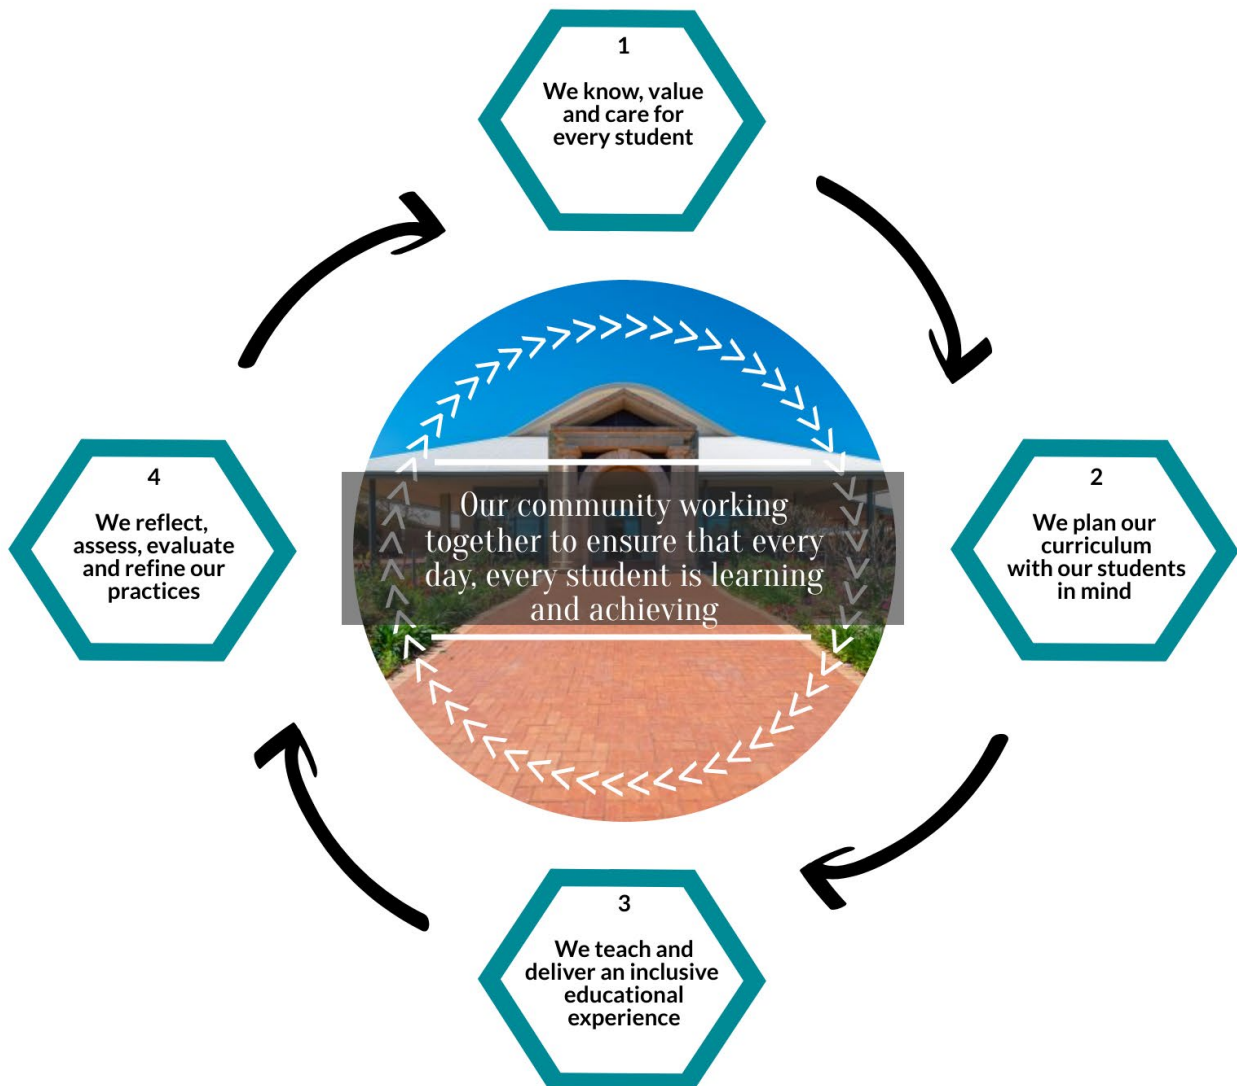 1
We know, value
and care for
every student
2
We plan our
curriculum
with our students
in mind
3
We teach and
deliver an inclusive
educational
experience
4
We reflect,
assess, evaluate
and refine our
practices
Our community working
together to ensure that every
day, every student is learning
and achieving